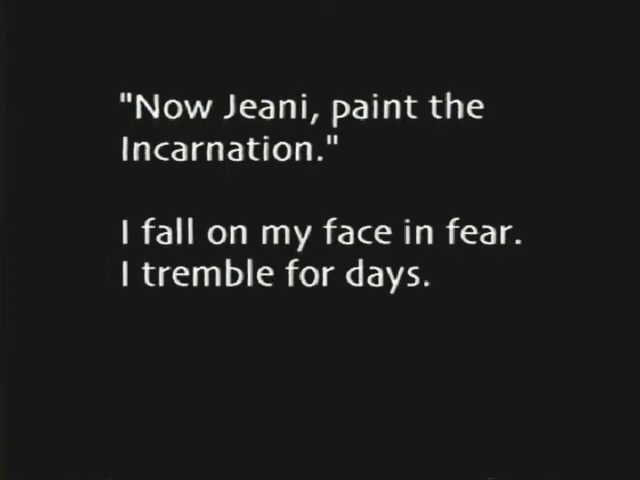 "Now Jeani, paint the
Incarnation."
I fall on my face in fear.
I tremble for days.